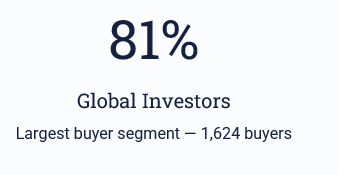 81%
Global Investors
Largest buyer segment — 1,624 buyers